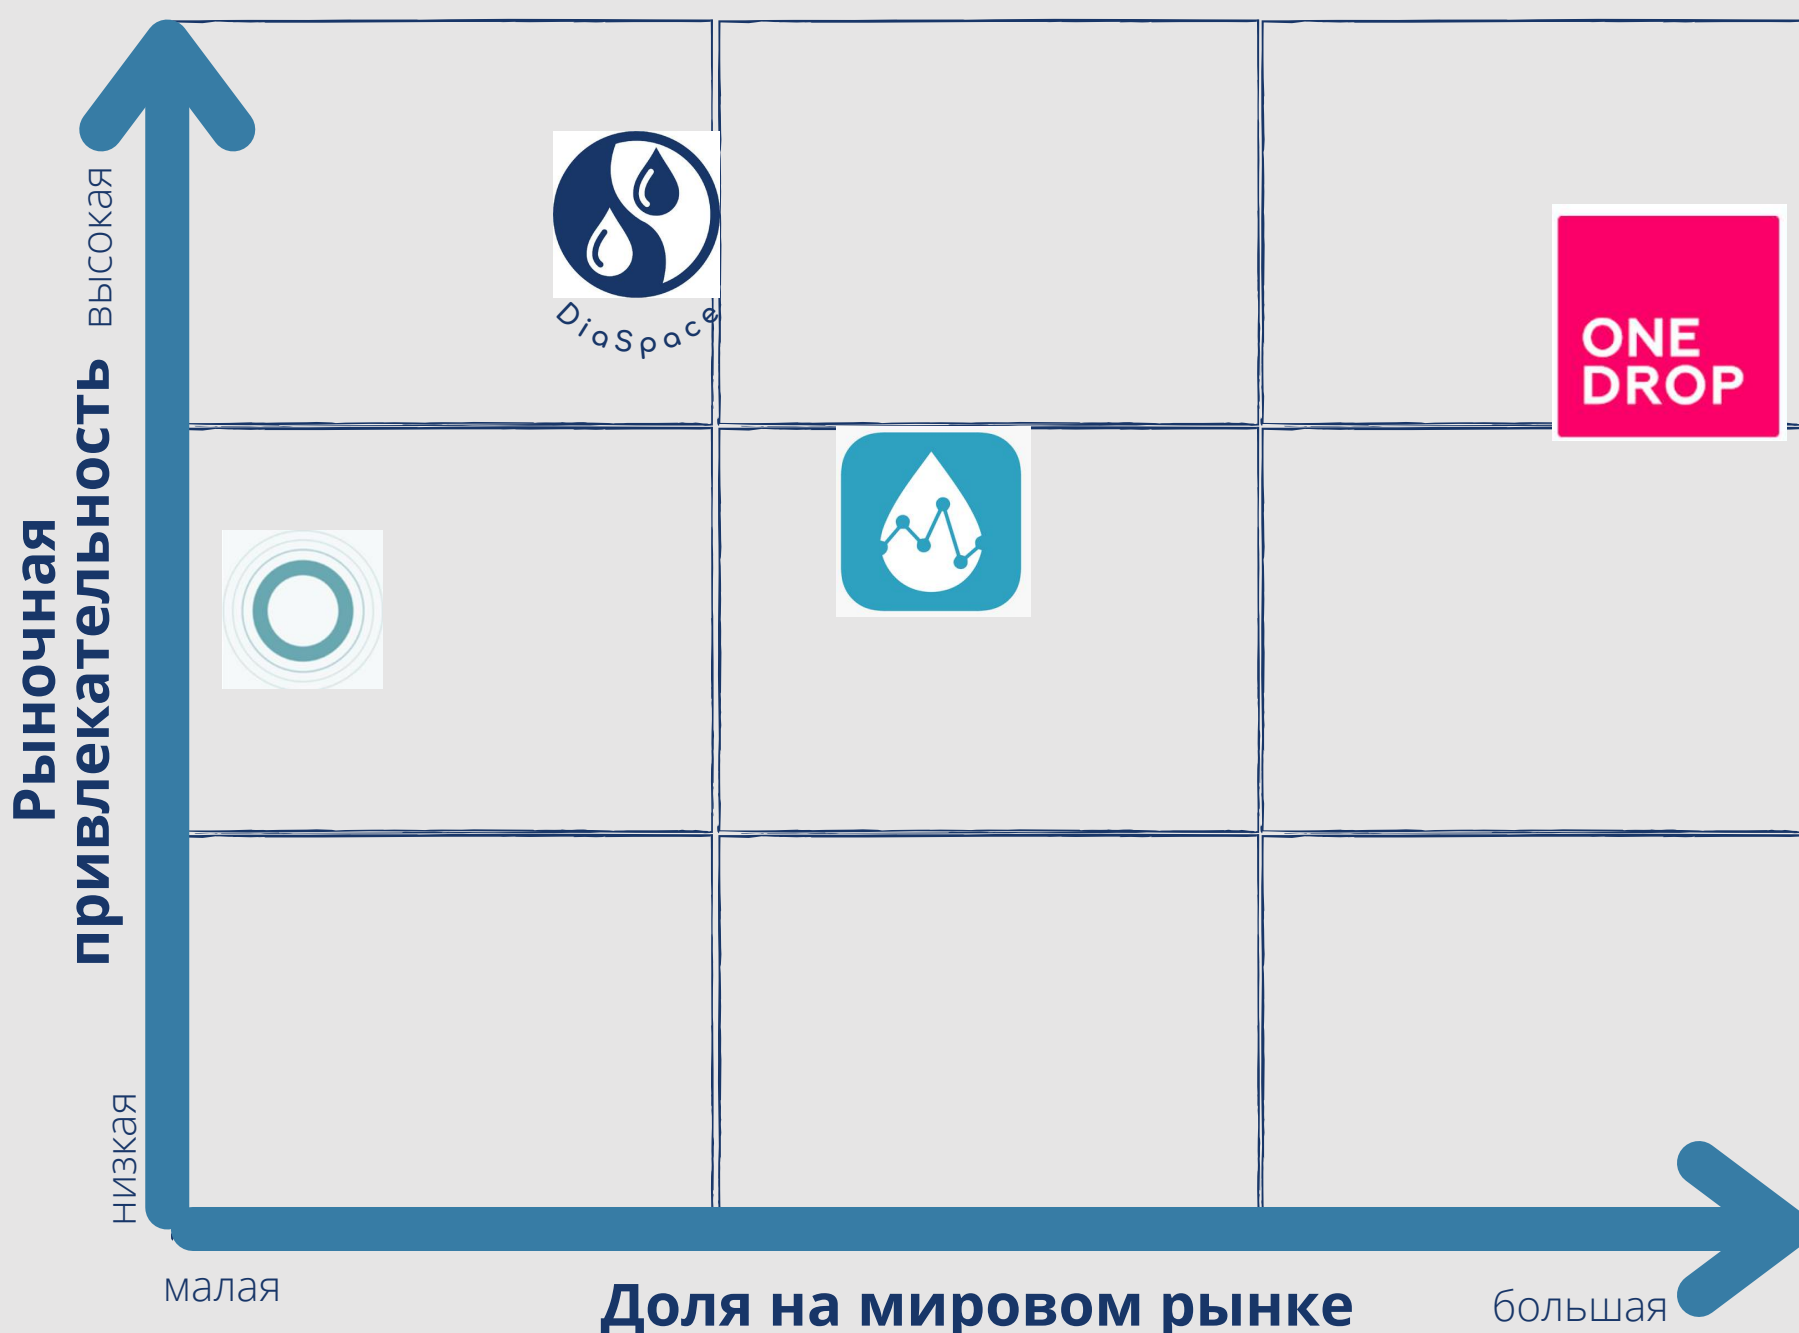 Рыночная
привлекательность
высокая
низкая
DiaSpace
ONE
DROP
малая
Доля на мировом рынке
большая